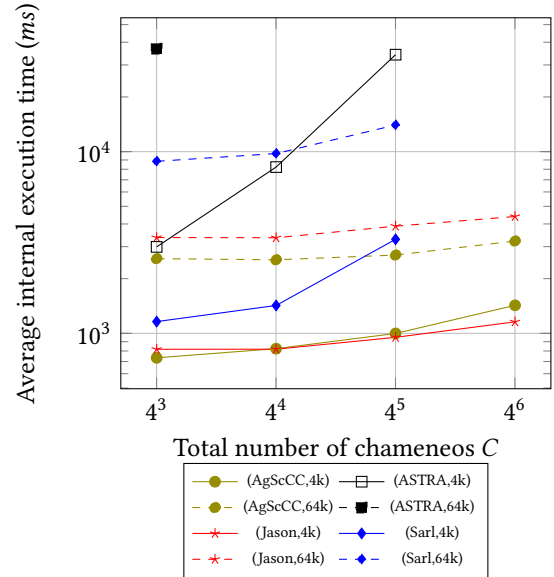 Average internal execution time (ms)
10^4
10^3
4^3 4^4 4^5 4^6
Total number of chameneos C
(AgScCC,4k) (ASTRA,4k)
(AgScCC,64k) (ASTRA,64k)
(Jason,4k) (Sarl,4k)
(Jason,64k) (Sarl,64k)